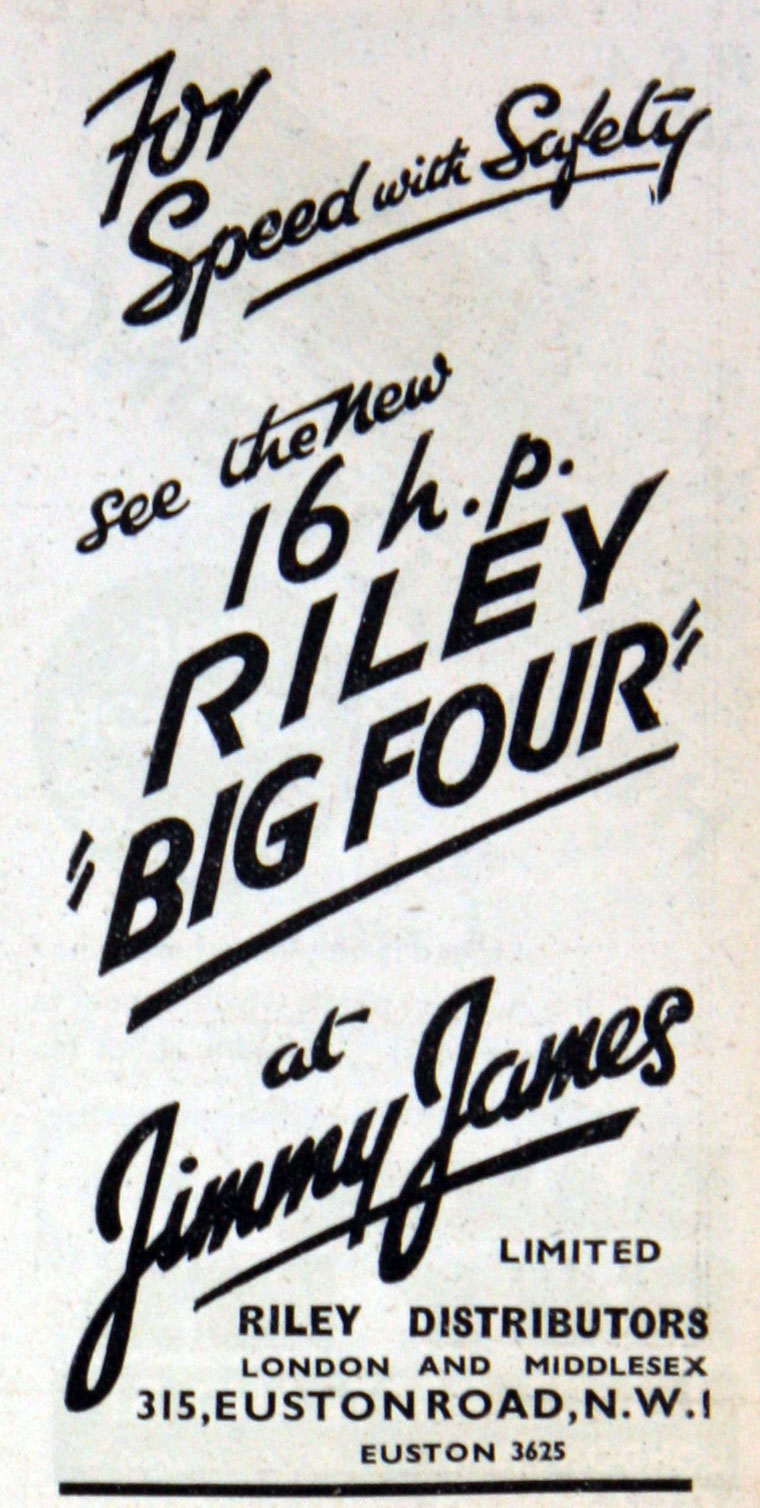 For
Speed with Safety
see the New
16 h.p.
RILEY
"BIG FOUR"
at
Jimmy James
LIMITED
RILEY DISTRIBUTORS
LONDON AND MIDDLESEX
315, EUSTON ROAD, N.W.1
EUSTON 3625